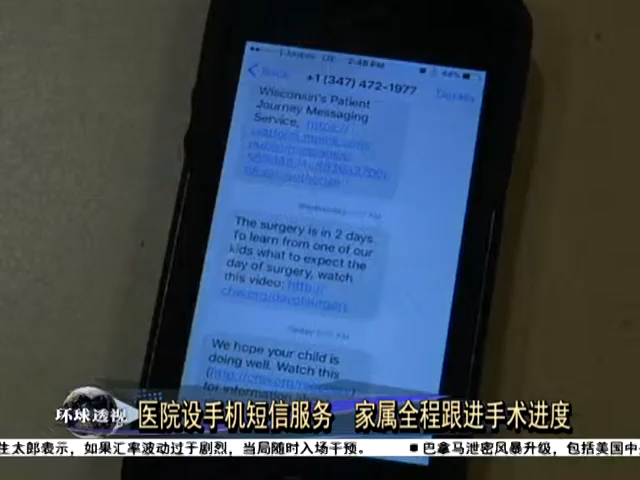 2:48 PM
64%
Back
+1 (347) 472-1977
Details
Wisconsin's Patient
Journey Messaging
Service,
The surgery is in 2 days.
To learn from one of our
kids what to expect the
day of surgery, watch
this video: http://
We hope your child is
doing well. Watch this
for information
环球透视
医院设手机短信服务 家属全程跟进手术进度
生太郎表示，如果汇率波动过于剧烈，当局随时入场干预。 ■ 巴拿马泄密风暴升级，包括美国中